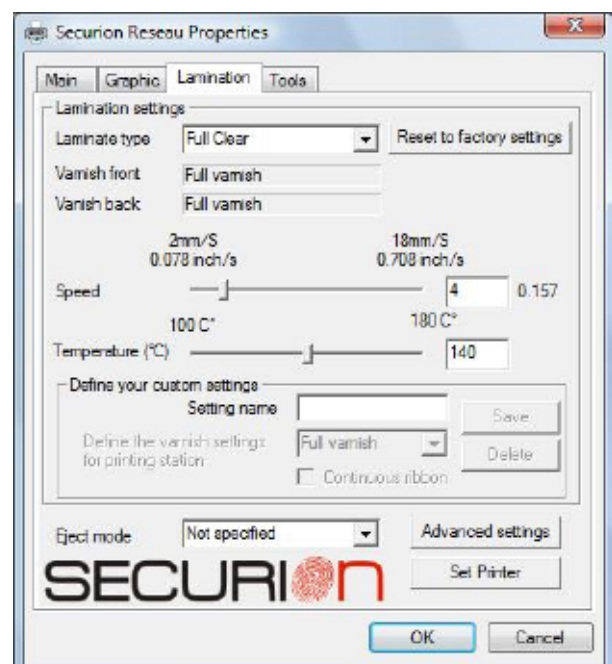 Securion Reseau Properties
Main Graphic Lamination Tools
Lamination settings
Laminate type Full Clear Reset to factory settings
Varnish front Full varnish
Vanish back Full varnish
2mm/S 18mm/S
0.078 inch/s 0.708 inch/s
Speed 4 0.157
100 C° 180 C°
Temperature (°C) 140
Define your custom settings
Setting name
Save
Define the varnish settings Full varnish
for printing station
Delete
Continuous ribbon
Eject mode Not specified Advanced settings
SECURION
Set Printer
OK Cancel